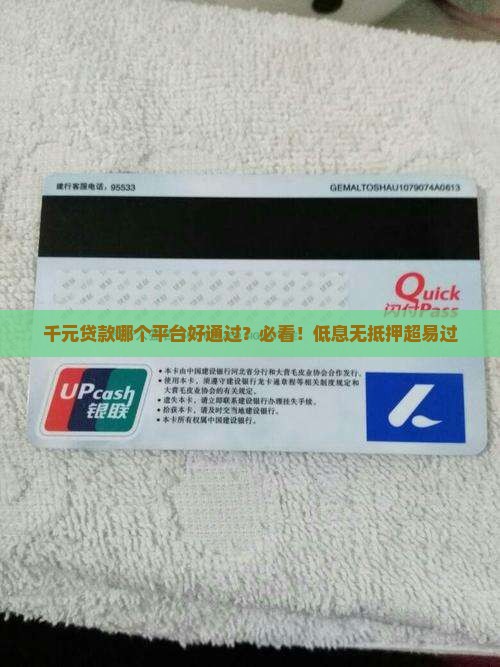 建行客服电话：95533
GEMALTOSHAU1079074A0613
Quick
闪付Pass
千元贷款哪个平台好通过？必看！低息无抵押超易过
UPcash
银联
• 本卡由中国建设银行河北省分行和大营毛皮业协会合作发行。
• 使用本卡，须遵守建设银行龙卡通章程等相关制度规定和
大营毛皮业协会的有关规定。
• 遗失本卡，请立即联系建设银行办理挂失手续。
• 拾获本卡，请及时交当地建设银行。
• 本卡所有权属中国建设银行。